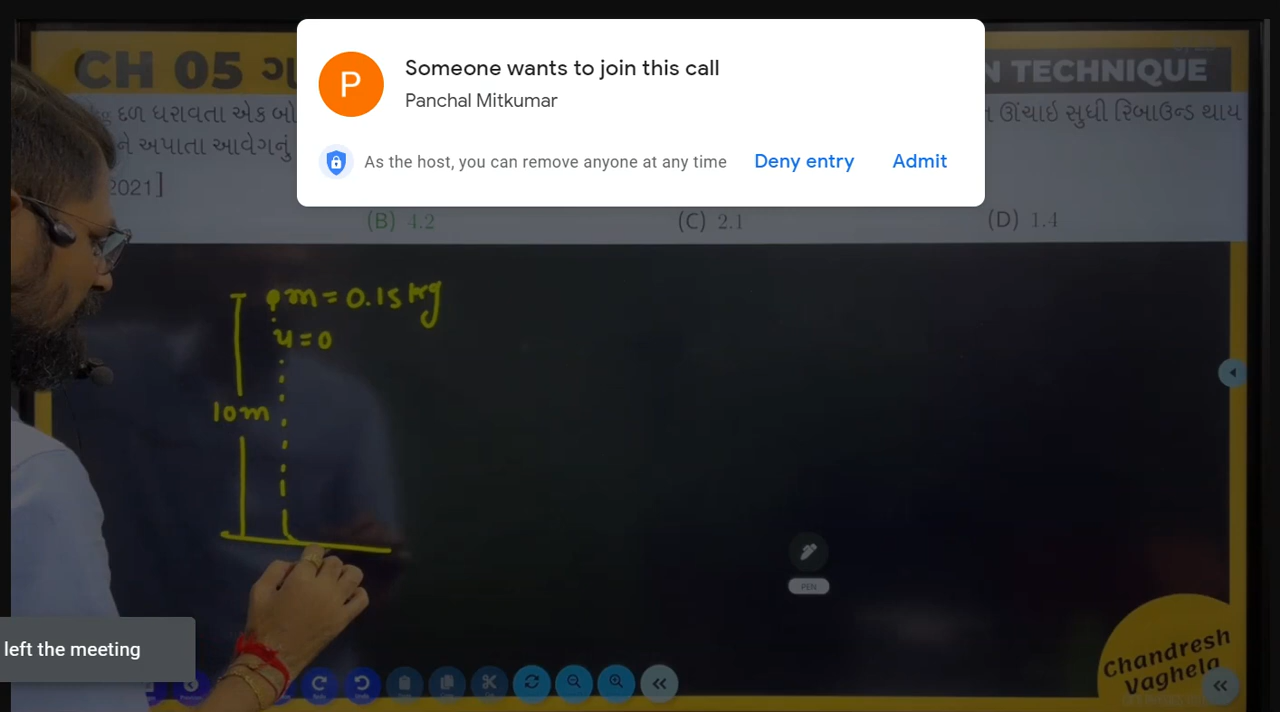 CH 05
N TECHNIQUE
Someone wants to join this call
P
Panchal Mitkumar
As the host, you can remove anyone at any time
Deny entry
Admit
kg દળ ધરાવતા એક બો
ઊંચાઇ સુધી રિબાઉન્ડ થાય
ને અપાતા આવેગનું
2021]
(B) 4.2
(C) 2.1
(D) 1.4
m = 0.15 kg
u = 0
10m
PEN
left the meeting
Chandresh
Vaghela